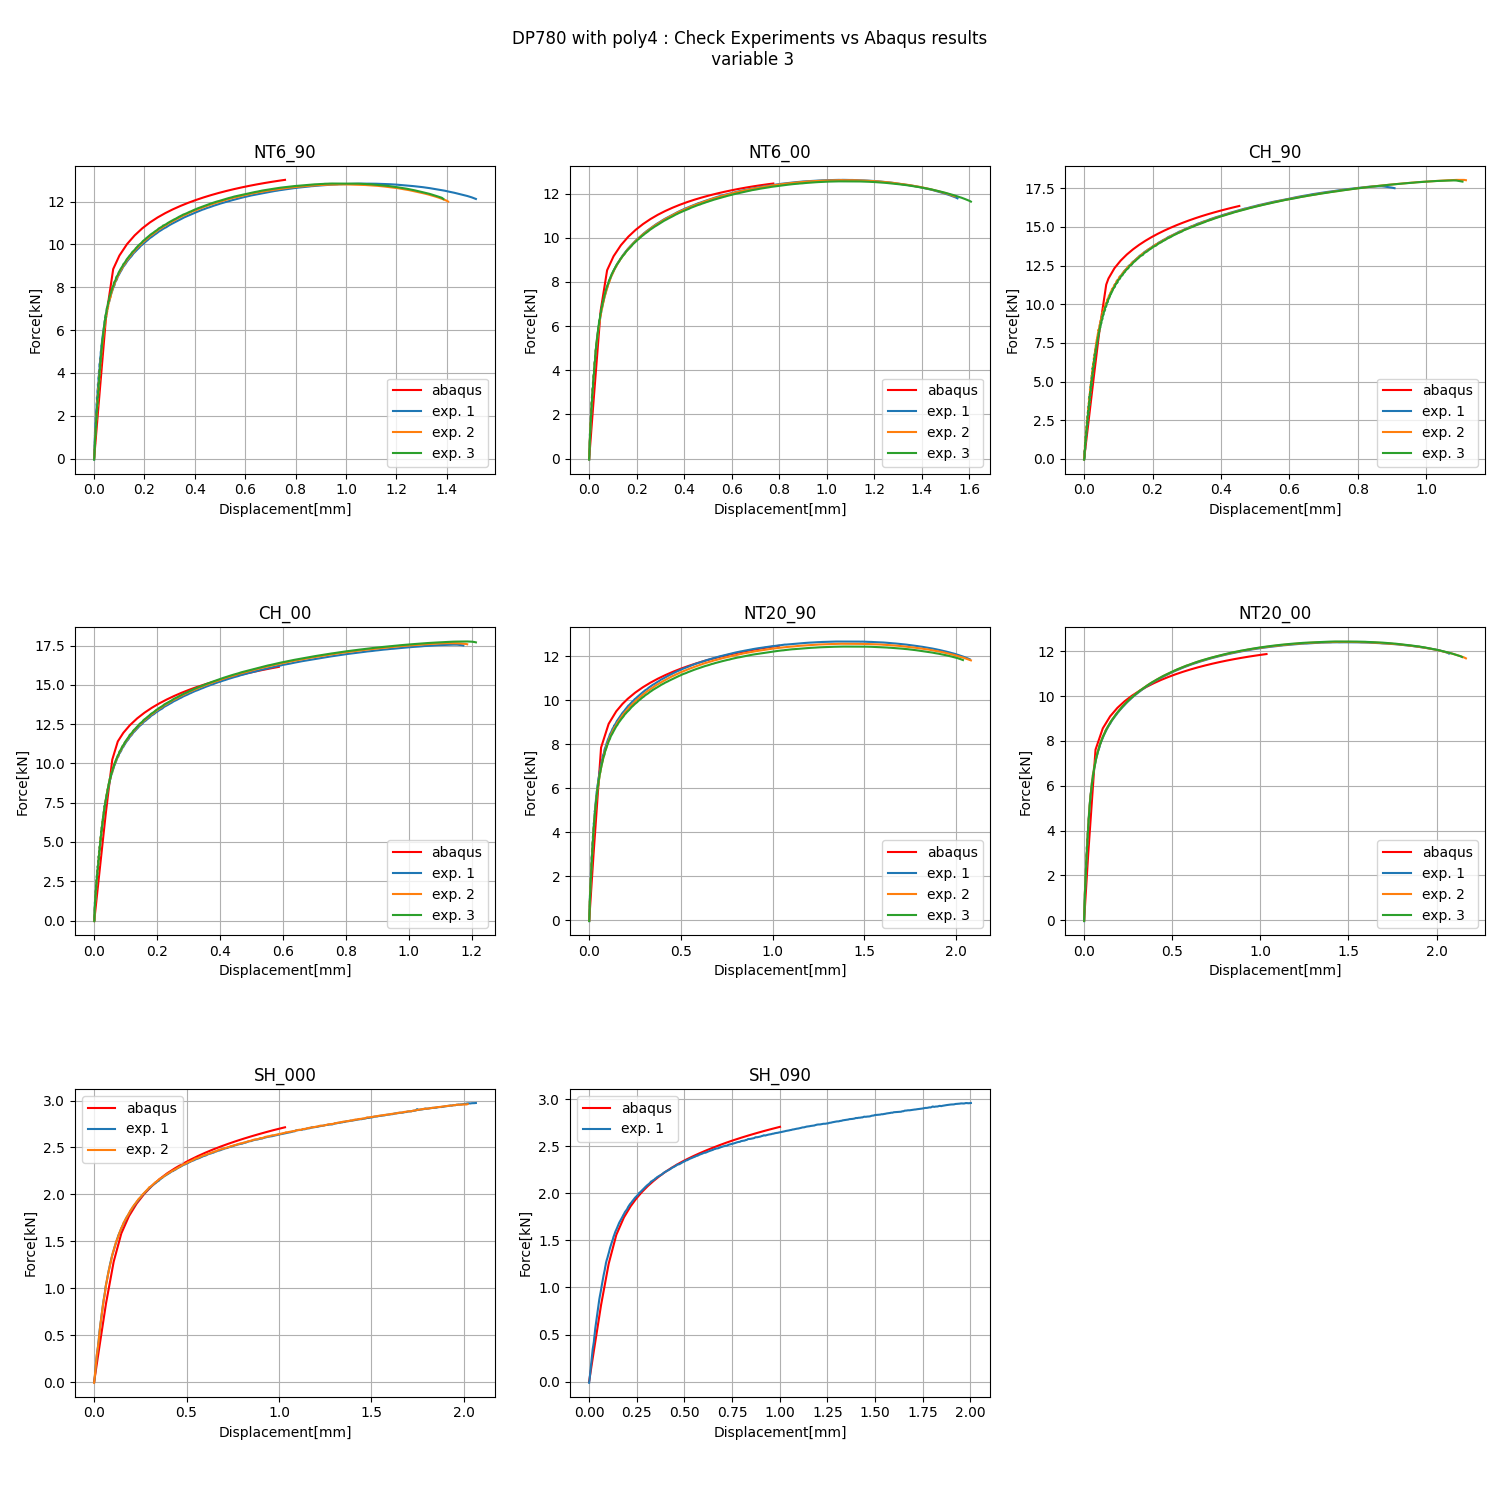 DP780 with poly4 : Check Experiments vs Abaqus results
variable 3
NT6_90
Force[kN]
12
10
8
6
4
2
0
0.0 0.2 0.4 0.6 0.8 1.0 1.2 1.4
Displacement[mm]
abaqus
exp. 1
exp. 2
exp. 3
NT6_00
Force[kN]
12
10
8
6
4
2
0
0.0 0.2 0.4 0.6 0.8 1.0 1.2 1.4 1.6
Displacement[mm]
abaqus
exp. 1
exp. 2
exp. 3
CH_90
Force[kN]
17.5
15.0
12.5
10.0
7.5
5.0
2.5
0.0
0.0 0.2 0.4 0.6 0.8 1.0
Displacement[mm]
abaqus
exp. 1
exp. 2
exp. 3
CH_00
Force[kN]
17.5
15.0
12.5
10.0
7.5
5.0
2.5
0.0
0.0 0.2 0.4 0.6 0.8 1.0 1.2
Displacement[mm]
abaqus
exp. 1
exp. 2
exp. 3
NT20_90
Force[kN]
12
10
8
6
4
2
0
0.0 0.5 1.0 1.5 2.0
Displacement[mm]
abaqus
exp. 1
exp. 2
exp. 3
NT20_00
Force[kN]
12
10
8
6
4
2
0
0.0 0.5 1.0 1.5 2.0
Displacement[mm]
abaqus
exp. 1
exp. 2
exp. 3
SH_000
Force[kN]
3.0
2.5
2.0
1.5
1.0
0.5
0.0
0.0 0.5 1.0 1.5 2.0
Displacement[mm]
abaqus
exp. 1
exp. 2
SH_090
Force[kN]
3.0
2.5
2.0
1.5
1.0
0.5
0.0
0.00 0.25 0.50 0.75 1.00 1.25 1.50 1.75 2.00
Displacement[mm]
abaqus
exp. 1